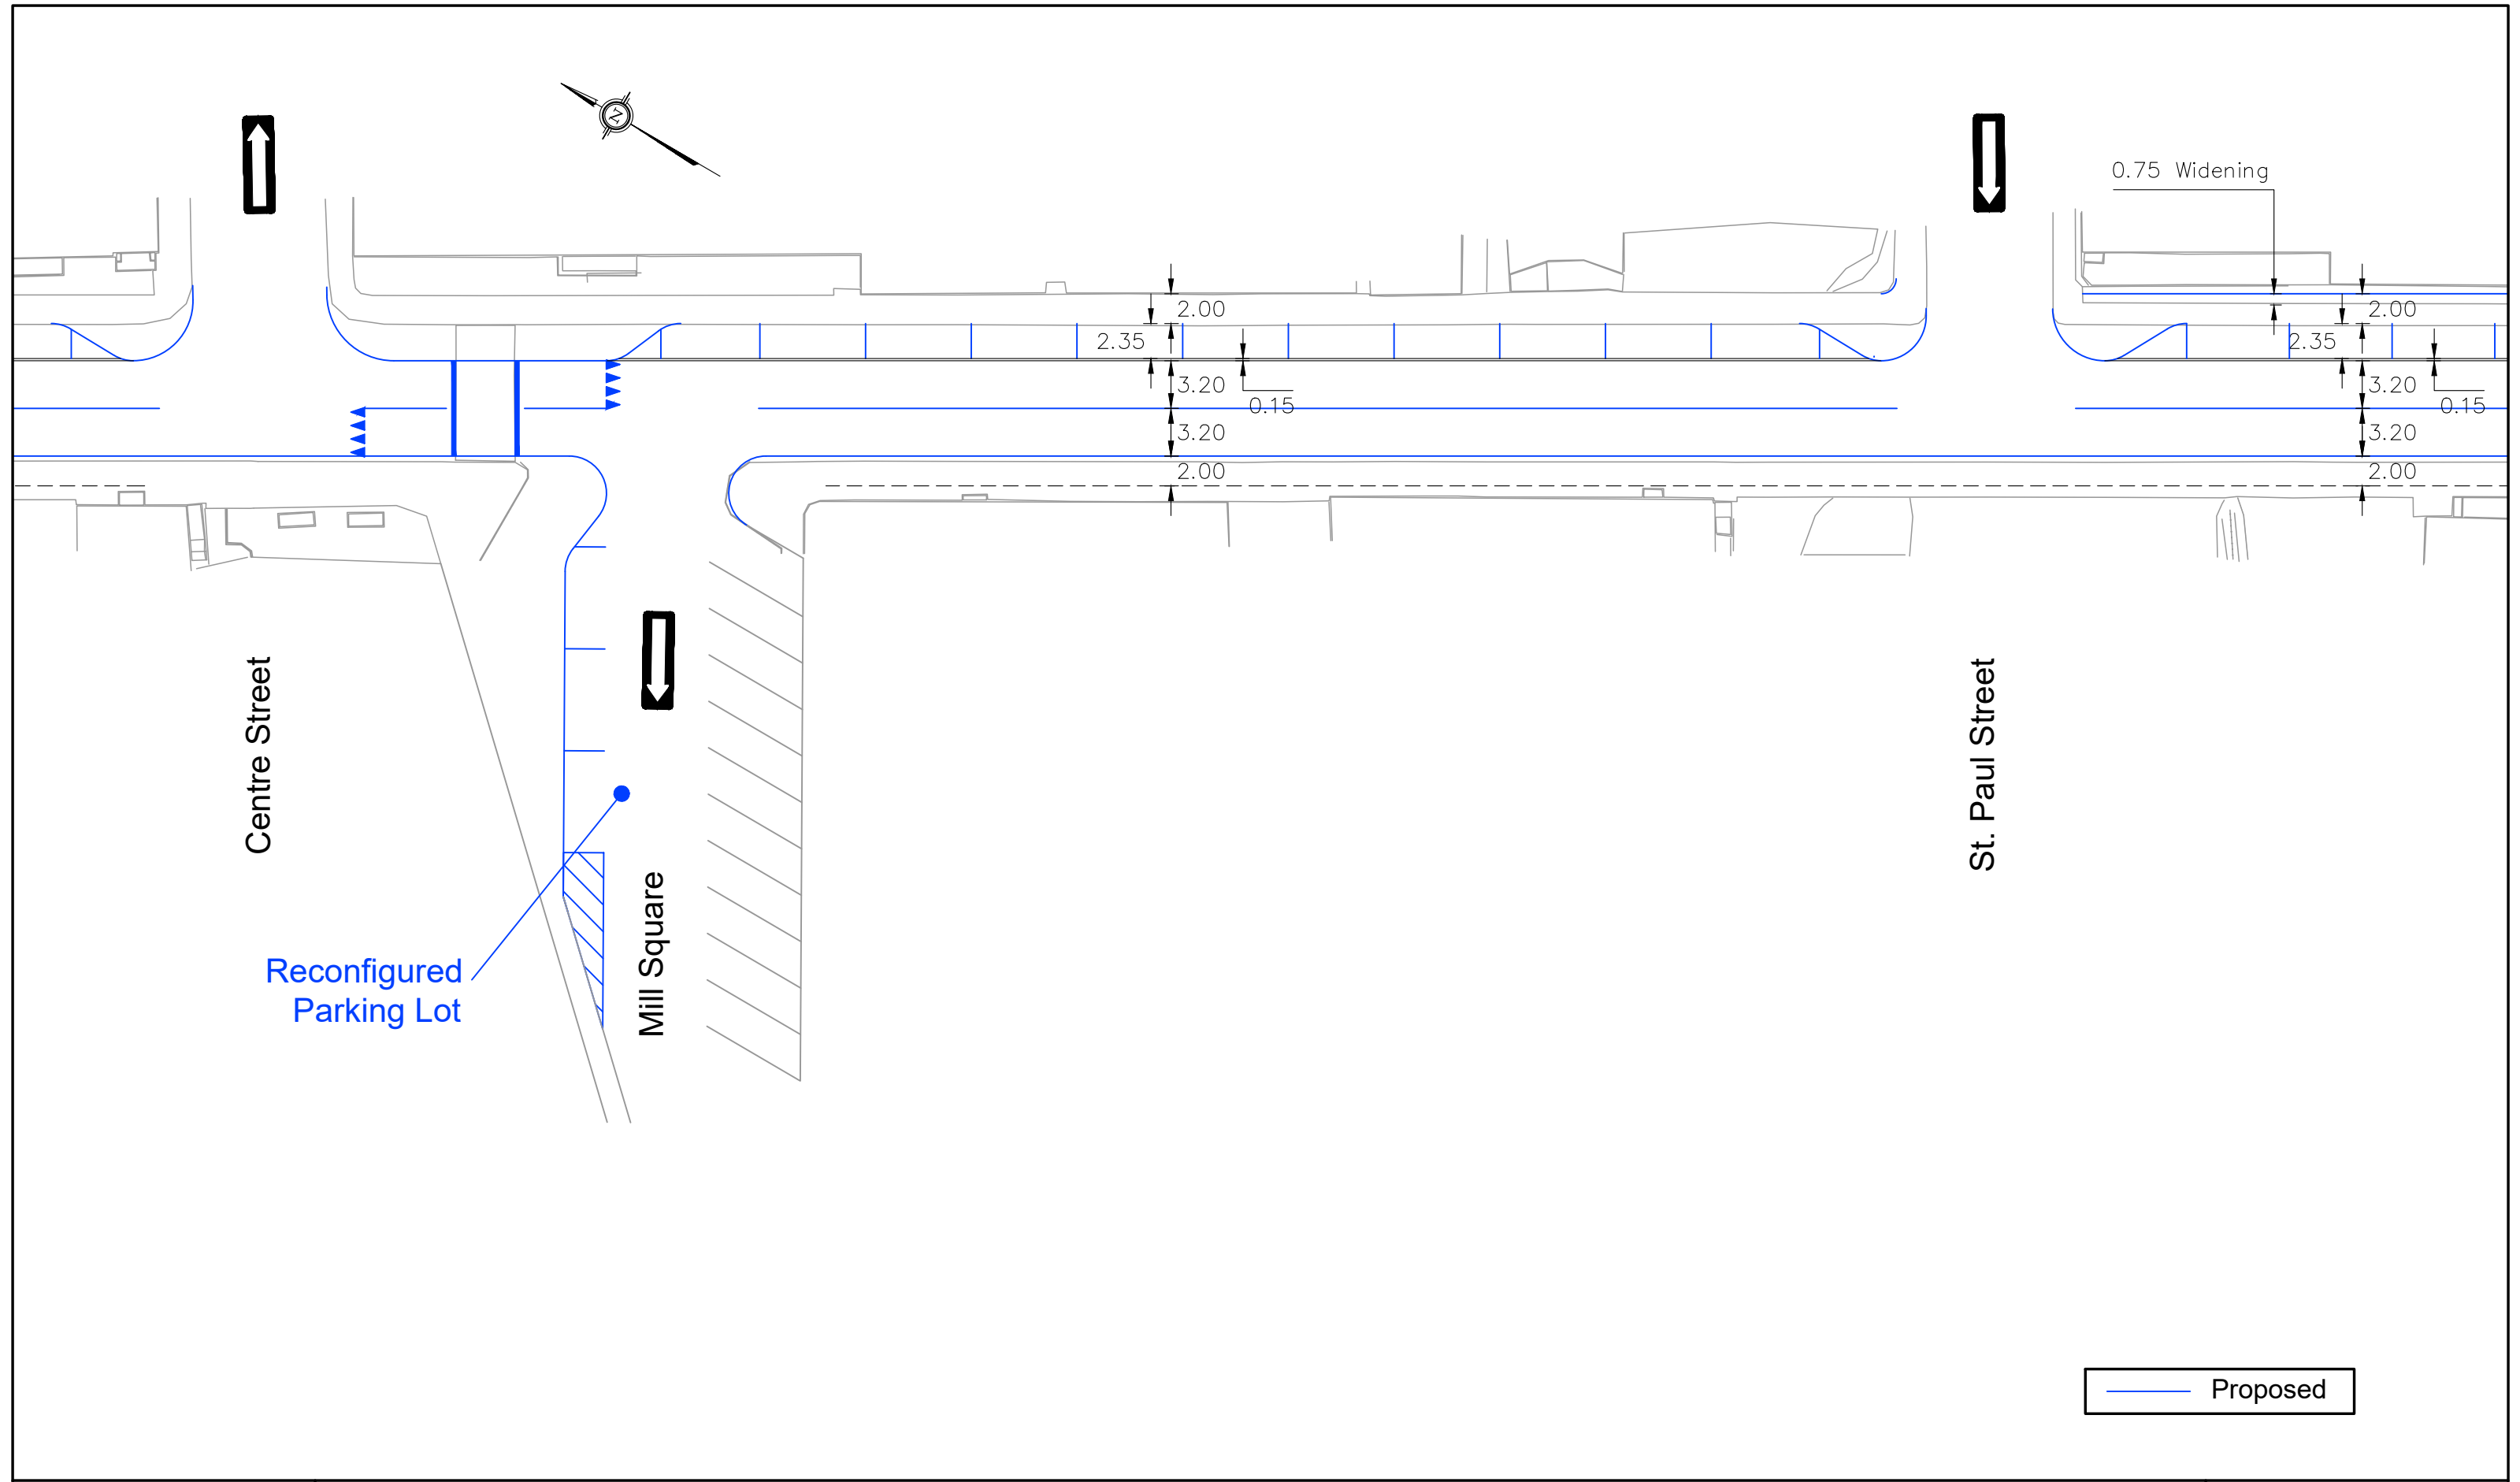 N
0.75 Widening
2.00
2.35
3.20
0.15
3.20
2.00
2.00
2.35
3.20
0.15
3.20
2.00
Centre Street
Mill Square
St. Paul Street
Reconfigured
Parking Lot
Proposed